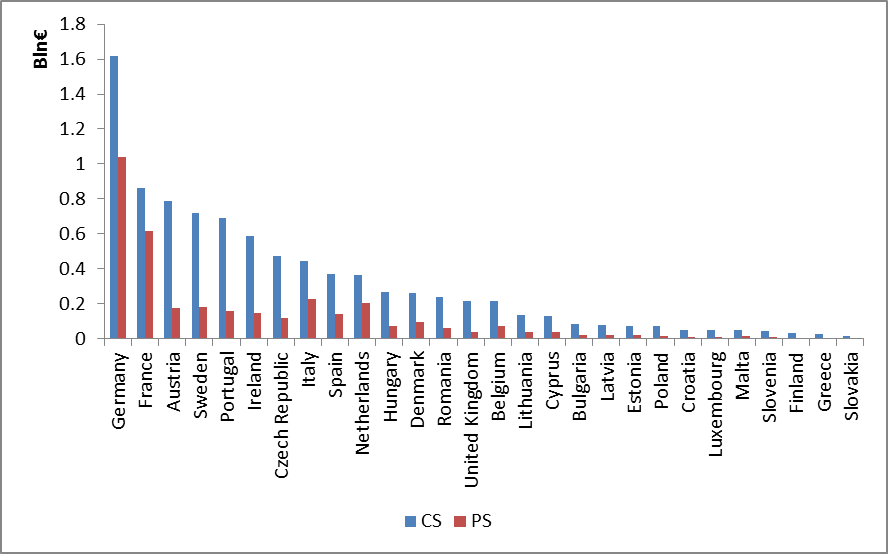 Bln€
1.8
1.6
1.4
1.2
1
0.8
0.6
0.4
0.2
0
Germany
France
Austria
Sweden
Portugal
Ireland
Czech Republic
Italy
Spain
Netherlands
Hungary
Denmark
Romania
United Kingdom
Belgium
Lithuania
Cyprus
Bulgaria
Latvia
Estonia
Poland
Croatia
Luxembourg
Malta
Slovenia
Finland
Greece
Slovakia
CS PS